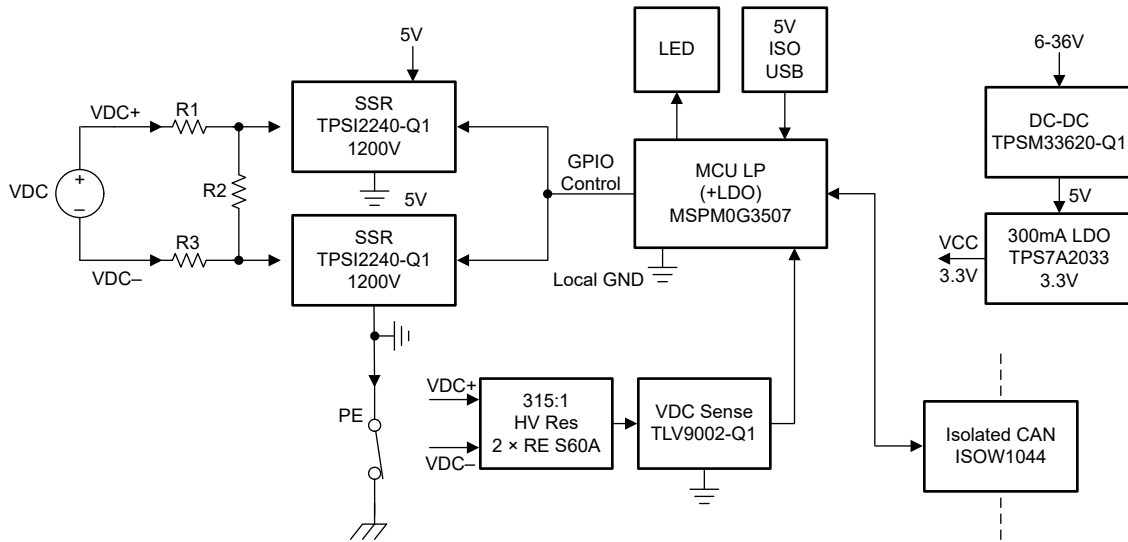 5V
VDC+
R1
SSR
TPSI2240-Q1
1200V
R2
VDC
+
–
5V
R3
VDC–
SSR
TPSI2240-Q1
1200V
GPIO
Control
LED
5V
ISO
USB
MCU LP
(+LDO)
MSPM0G3507
Local GND
6-36V
DC-DC
TPSM33620-Q1
5V
300mA LDO
TPS7A2033
3.3V
VCC
3.3V
PE
VDC+
VDC–
315:1
HV Res
2 × RE S60A
VDC Sense
TLV9002-Q1
Isolated CAN
ISOW1044